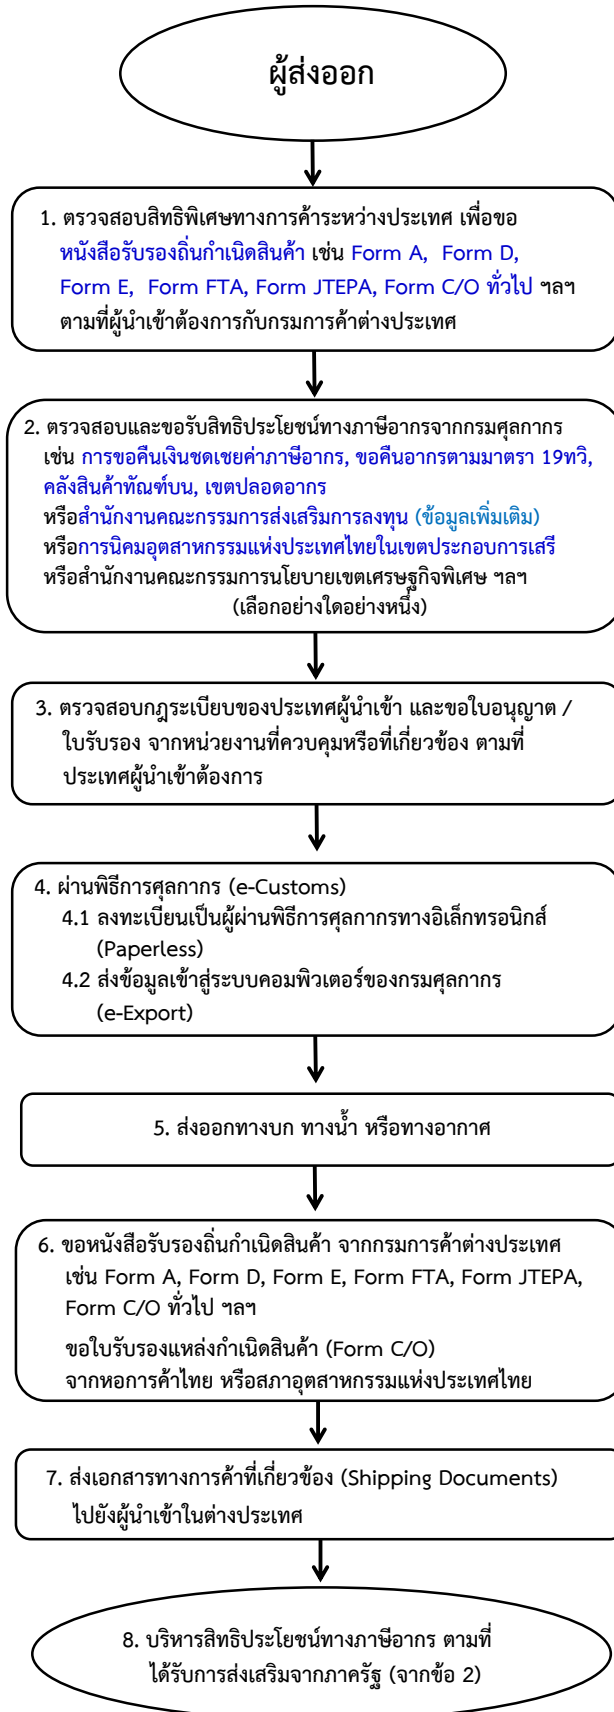 ผู้ส่งออก
1. ตรวจสอบสิทธิพิเศษทางการค้าระหว่างประเทศ เพื่อขอ
หนังสือรับรองถิ่นกำเนิดสินค้า เช่น Form A, Form D,
Form E, Form FTA, Form JTEPA, Form C/O ทั่วไป ฯลฯ
ตามที่ผู้นำเข้าต้องการกับกรมการค้าต่างประเทศ
2. ตรวจสอบและขอรับสิทธิประโยชน์ทางภาษีอากรจากกรมศุลกากร
เช่น การขอคืนเงินชดเชยค่าภาษีอากร, ขอคืนอากรตามมาตรา 19ทวิ,
คลังสินค้าทัณฑ์บน, เขตปลอดอากร
หรือสำนักงานคณะกรรมการส่งเสริมการลงทุน (ข้อมูลเพิ่มเติม)
หรือการนิคมอุตสาหกรรมแห่งประเทศไทยในเขตประกอบการเสรี
หรือสำนักงานคณะกรรมการนโยบายเขตเศรษฐกิจพิเศษ ฯลฯ
(เลือกอย่างใดอย่างหนึ่ง)
3. ตรวจสอบกฎระเบียบของประเทศผู้นำเข้า และขอใบอนุญาต /
ใบรับรอง จากหน่วยงานที่ควบคุมหรือที่เกี่ยวข้อง ตามที่
ประเทศผู้นำเข้าต้องการ
4. ผ่านพิธีการศุลกากร (e-Customs)
4.1 ลงทะเบียนเป็นผู้ผ่านพิธีการศุลกากรทางอิเล็กทรอนิกส์
(Paperless)
4.2 ส่งข้อมูลเข้าสู่ระบบคอมพิวเตอร์ของกรมศุลกากร
(e-Export)
5. ส่งออกทางบก ทางน้ำ หรือทางอากาศ
6. ขอหนังสือรับรองถิ่นกำเนิดสินค้า จากกรมการค้าต่างประเทศ
เช่น Form A, Form D, Form E, Form FTA, Form JTEPA,
Form C/O ทั่วไป ฯลฯ
ขอใบรับรองแหล่งกำเนิดสินค้า (Form C/O)
จากหอการค้าไทย หรือสภาอุตสาหกรรมแห่งประเทศไทย
7. ส่งเอกสารทางการค้าที่เกี่ยวข้อง (Shipping Documents)
ไปยังผู้นำเข้าในต่างประเทศ
8. บริหารสิทธิประโยชน์ทางภาษีอากร ตามที่
ได้รับการส่งเสริมจากภาครัฐ (จากข้อ 2)